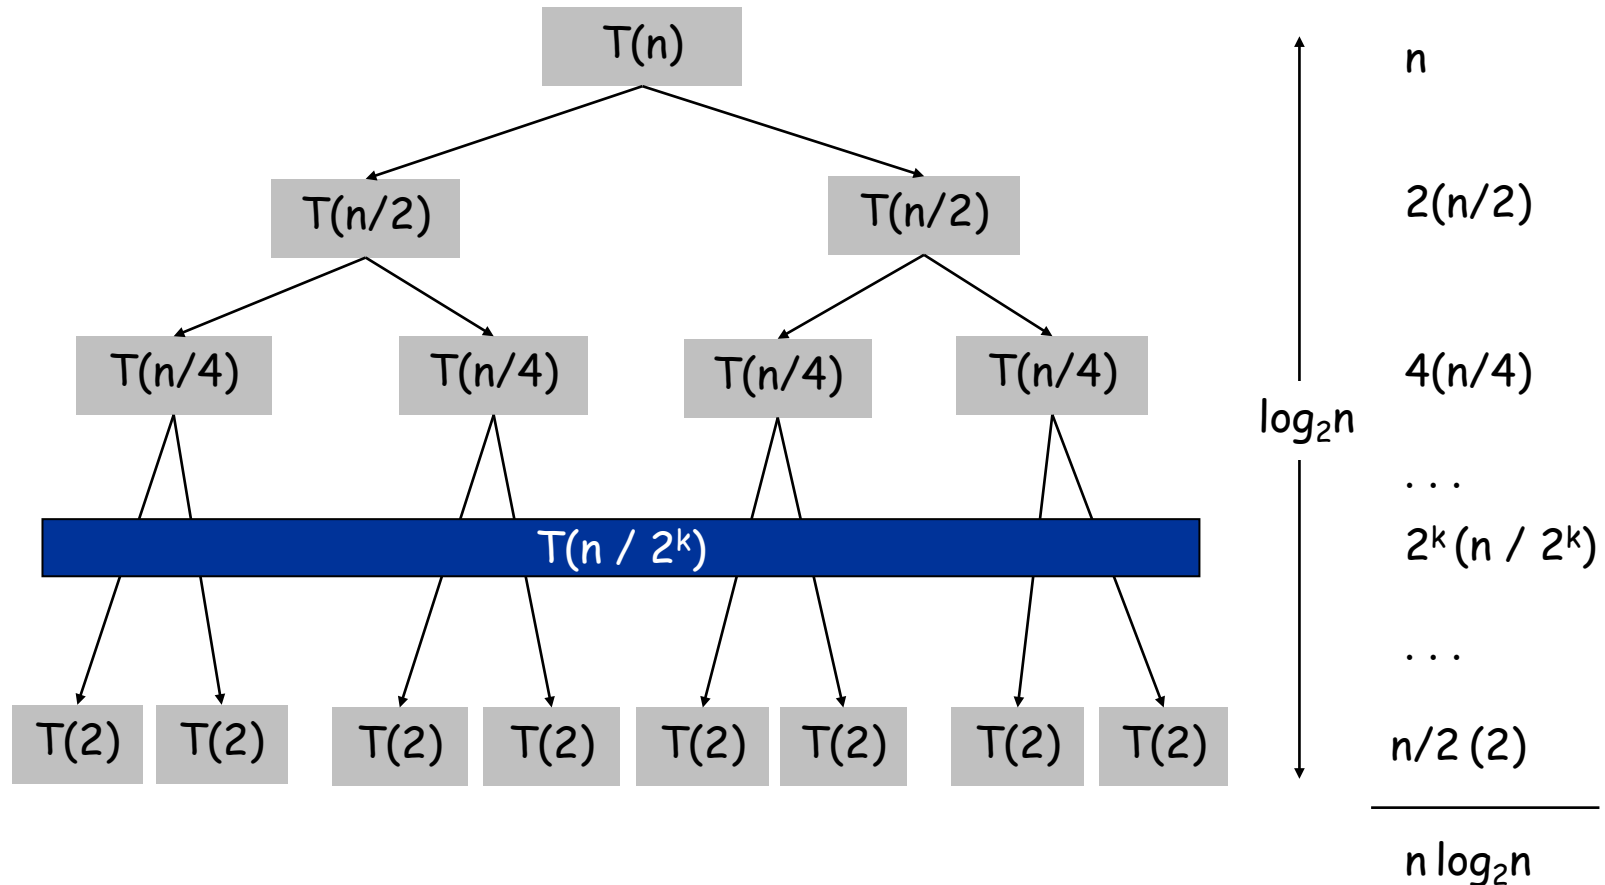 T(n)
n
T(n/2) T(n/2)
2(n/2)
T(n/4) T(n/4) T(n/4) T(n/4)
4(n/4)
log₂n
. . .
T(n / 2ᵏ)
2ᵏ (n / 2ᵏ)
. . .
T(2) T(2) T(2) T(2) T(2) T(2) T(2) T(2)
n/2 (2)
n log₂n